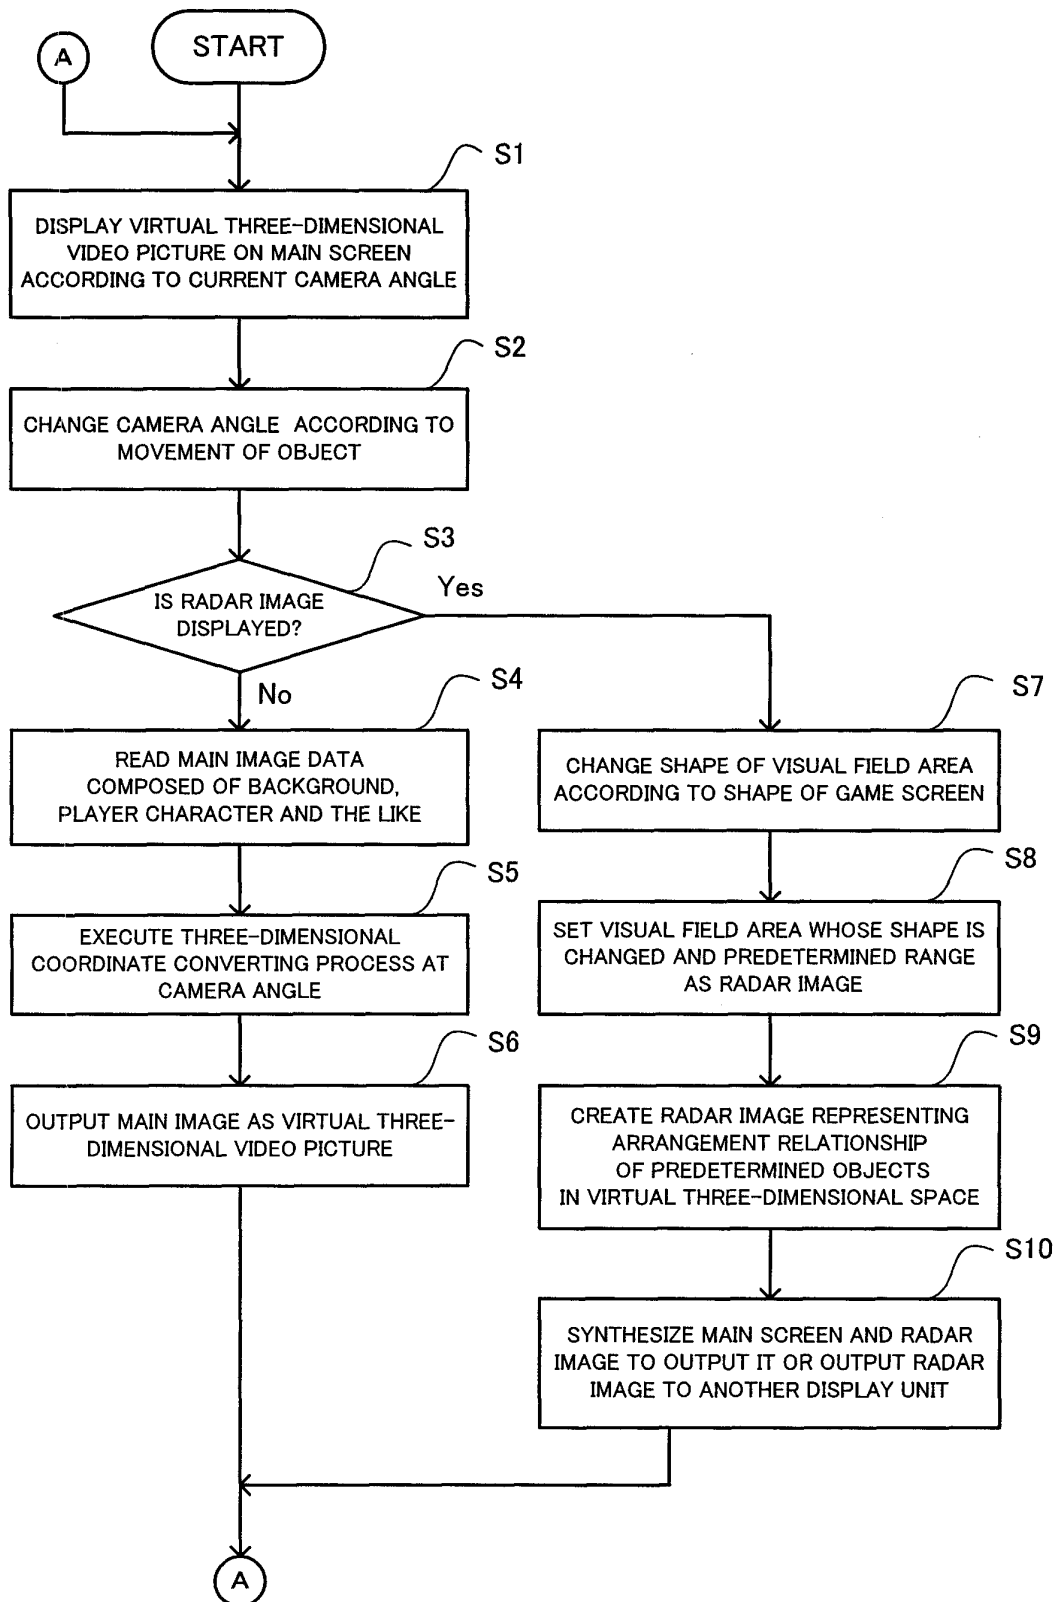 A
START
S1
DISPLAY VIRTUAL THREE-DIMENSIONAL
VIDEO PICTURE ON MAIN SCREEN
ACCORDING TO CURRENT CAMERA ANGLE
S2
CHANGE CAMERA ANGLE ACCORDING TO
MOVEMENT OF OBJECT
S3
IS RADAR IMAGE
DISPLAYED?
Yes
No
S4
READ MAIN IMAGE DATA
COMPOSED OF BACKGROUND,
PLAYER CHARACTER AND THE LIKE
S5
EXECUTE THREE-DIMENSIONAL
COORDINATE CONVERTING PROCESS AT
CAMERA ANGLE
S6
OUTPUT MAIN IMAGE AS VIRTUAL THREE-
DIMENSIONAL VIDEO PICTURE
S7
CHANGE SHAPE OF VISUAL FIELD AREA
ACCORDING TO SHAPE OF GAME SCREEN
S8
SET VISUAL FIELD AREA WHOSE SHAPE IS
CHANGED AND PREDETERMINED RANGE
AS RADAR IMAGE
S9
CREATE RADAR IMAGE REPRESENTING
ARRANGEMENT RELATIONSHIP
OF PREDETERMINED OBJECTS
IN VIRTUAL THREE-DIMENSIONAL SPACE
S10
SYNTHESIZE MAIN SCREEN AND RADAR
IMAGE TO OUTPUT IT OR OUTPUT RADAR
IMAGE TO ANOTHER DISPLAY UNIT
A